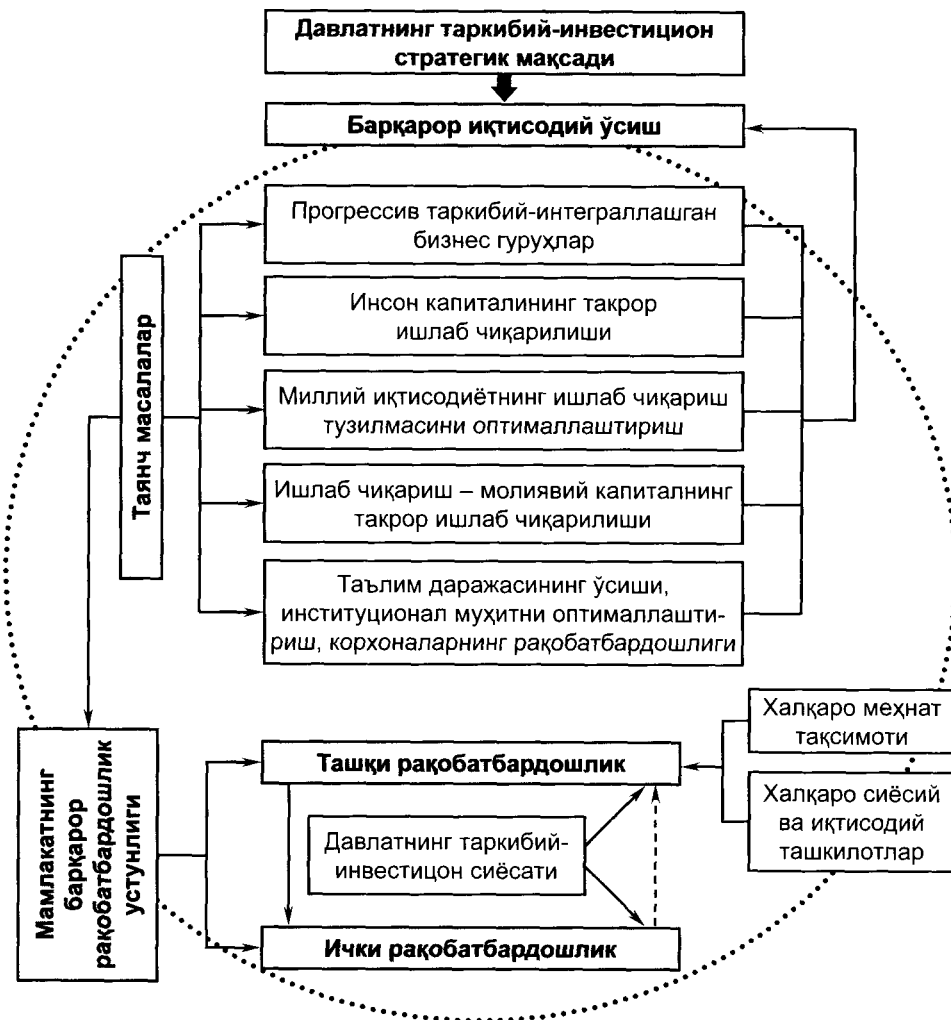 Давлатнинг таркибий-инвестицион
стратегик мақсади
Барқарор иқтисодий ўсиш
Таянч масалалар
Прогрессив таркибий-интеграллашган
бизнес гуруҳлар
Инсон капиталининг такрор
ишлаб чиқарилиши
Миллий иқтисодиётнинг ишлаб чиқариш
тузилмасини оптималлаштириш
Ишлаб чиқариш – молиявий капиталнинг
такрор ишлаб чиқарилиши
Таълим даражасининг ўсиши,
институционал муҳитни оптималлашти-
риш, корхоналарнинг рақобатбардошлиги
Мамлакатнинг
барқарор
рақобатбардошлик
устунлиги
Ташқи рақобатбардошлик
Давлатнинг таркибий-
инвестицон сиёсати
Ички рақобатбардошлик
Халқаро меҳнат
тақсимоти
Халқаро сиёсий
ва иқтисодий
ташкилотлар